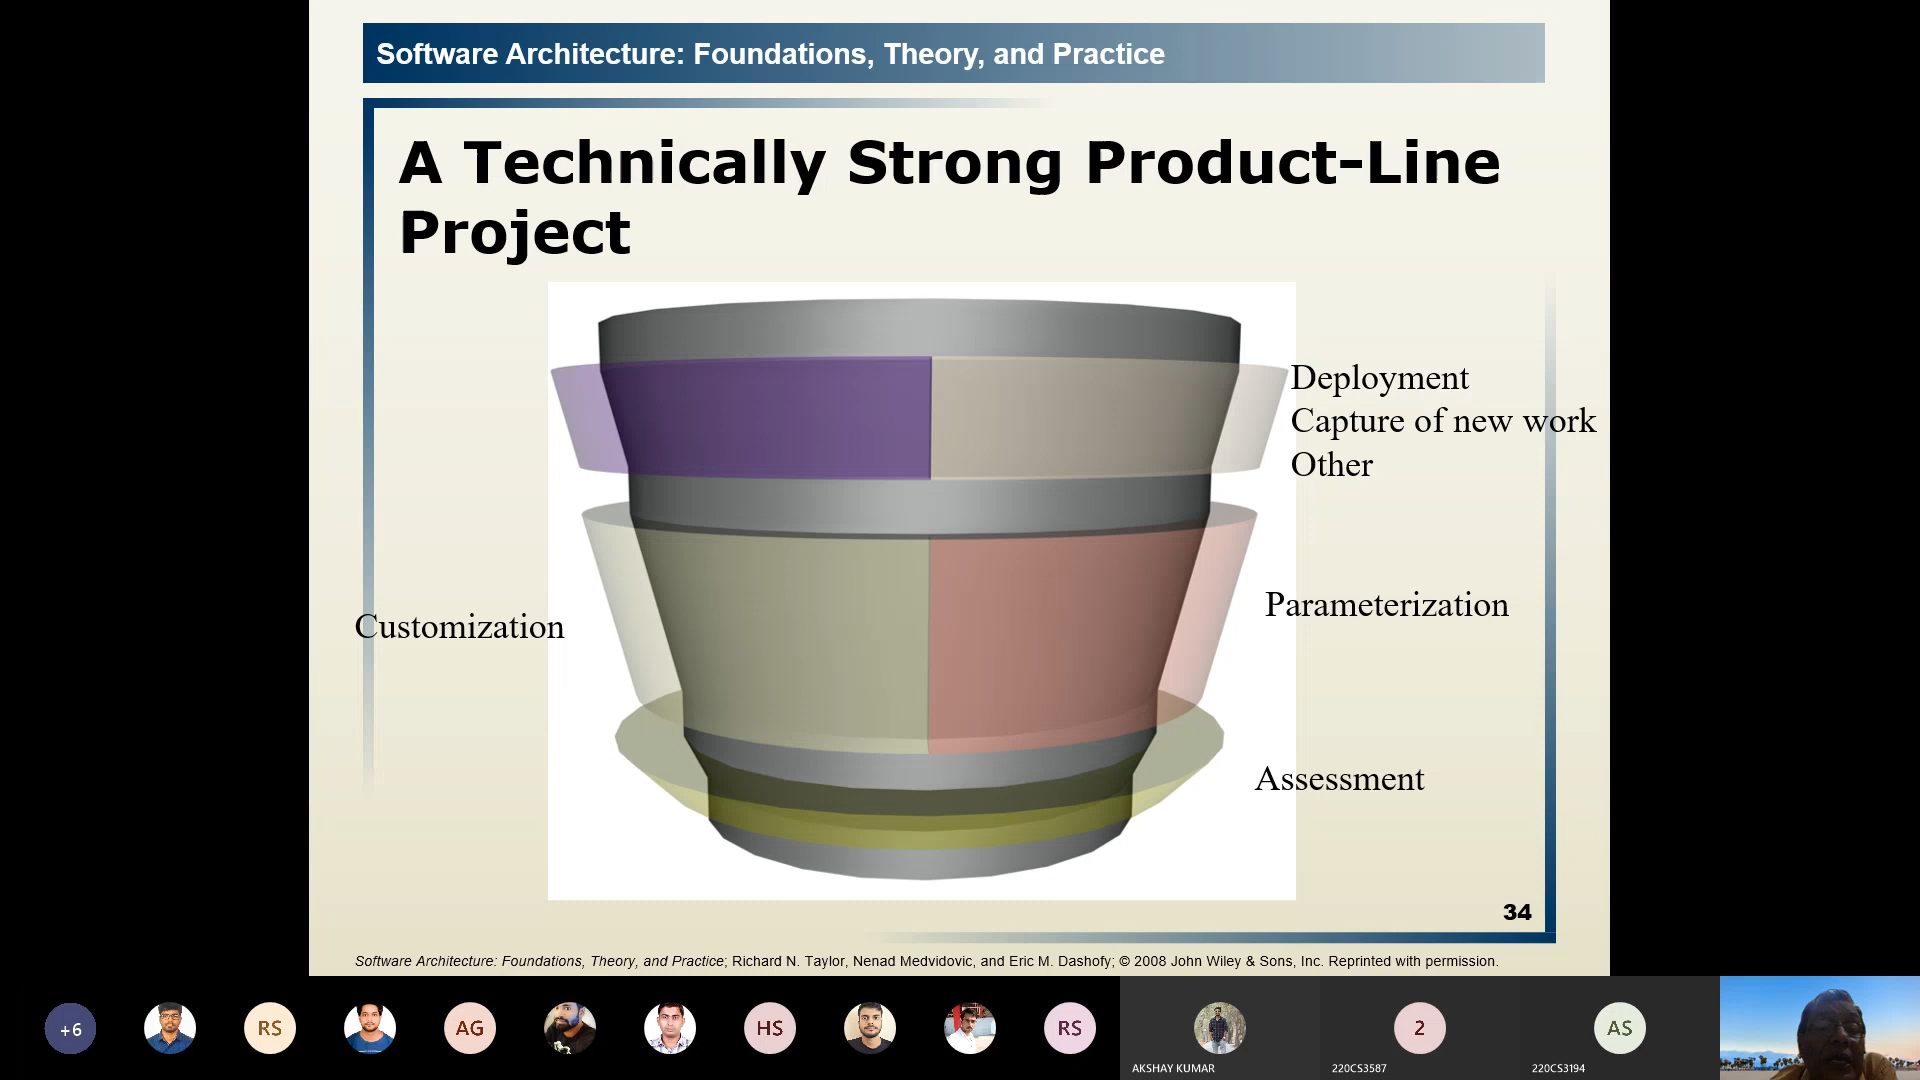 Software Architecture: Foundations, Theory, and Practice
A Technically Strong Product-Line
Project
Deployment
Capture of new work
Other
Customization
Parameterization
Assessment
34
Software Architecture: Foundations, Theory, and Practice; Richard N. Taylor, Nenad Medvidovic, and Eric M. Dashofy; © 2008 John Wiley & Sons, Inc. Reprinted with permission.
+6
RS
AG
HS
RS
2
AS
AKSHAY KUMAR
220CS3587
220CS3194